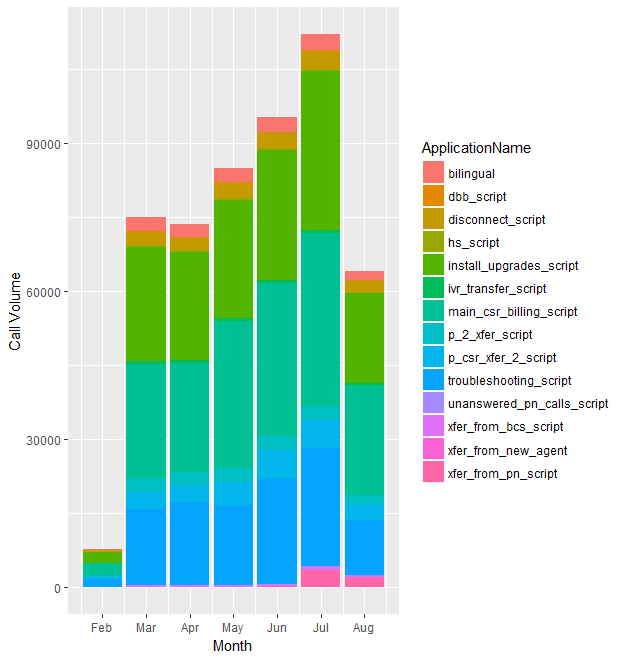 Call Volume
90000
60000
30000
0
Feb Mar Apr May Jun Jul Aug
Month
ApplicationName
bilingual
dbb_script
disconnect_script
hs_script
install_upgrades_script
ivr_transfer_script
main_csr_billing_script
p_2_xfer_script
p_csr_xfer_2_script
troubleshooting_script
unanswered_pn_calls_script
xfer_from_bcs_script
xfer_from_new_agent
xfer_from_pn_script